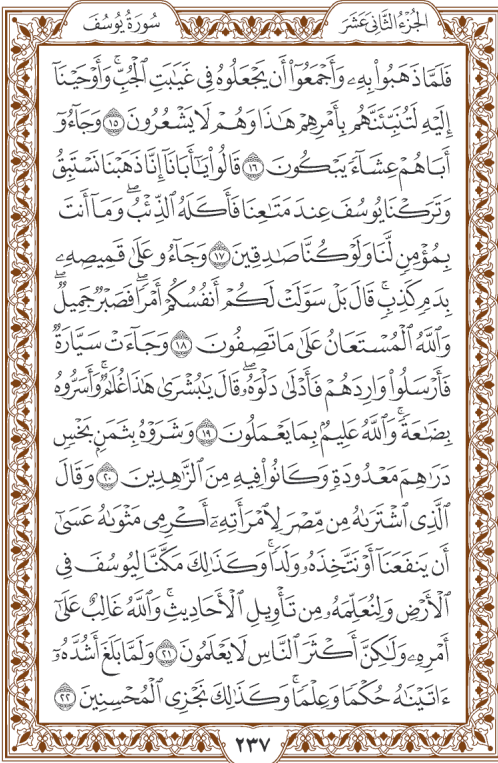 الجُزْءُ الثَّانِي عَشَرَ
سُورَةُ يُوسُفَ
فَلَمَّا ذَهَبُوا۟ بِهِۦ وَأَجْمَعُوٓا۟ أَن يَجْعَلُوهُ فِى غَيَـٰبَتِ ٱلْجُبِّۚ وَأَوْحَيْنَآ
إِلَيْهِ لَتُنَبِّئَنَّهُم بِأَمْرِهِمْ هَـٰذَا وَهُمْ لَا يَشْعُرُونَ ١٥ وَجَآءُوٓ
أَبَاهُمْ عِشَآءً يَبْكُونَ ١٦ قَالُوا۟ يَـٰٓأَبَانَآ إِنَّا ذَهَبْنَا نَسْتَبِقُ
وَتَرَكْنَا يُوسُفَ عِندَ مَتَـٰعِنَا فَأَكَلَهُ ٱلذِّئْبُۖ وَمَآ أَنتَ
بِمُؤْمِنٍ لَّنَا وَلَوْ كُنَّا صَـٰدِقِينَ ١٧ وَجَآءُو عَلَىٰ قَمِيصِهِۦ
بِدَمٍ كَذِبٍۚ قَالَ بَلْ سَوَّلَتْ لَكُمْ أَنفُسُكُمْ أَمْرًاۖ فَصَبْرٌ جَمِيلٌۖ
وَٱللَّهُ ٱلْمُسْتَعَانُ عَلَىٰ مَا تَصِفُونَ ١٨ وَجَآءَتْ سَيَّارَةٌ
فَأَرْسَلُوا۟ وَارِدَهُمْ فَأَدْلَىٰ دَلْوَهُۥۖ قَالَ يَـٰبُشْرَىٰ هَـٰذَا غُلَـٰمٌۚ وَأَسَرُّوهُ
بِضَـٰعَةًۚ وَٱللَّهُ عَلِيمٌۢ بِمَا يَعْمَلُونَ ١٩ وَشَرَوْهُ بِثَمَنٍۭ بَخْسٍ
دَرَٰهِمَ مَعْدُودَةٍ وَكَانُوا۟ فِيهِ مِنَ ٱلزَّٰهِدِينَ ٢٠ وَقَالَ
ٱلَّذِى ٱشْتَرَىٰهُ مِن مِّصْرَ لِٱمْرَأَتِهِۦٓ أَكْرِمِى مَثْوَىٰهُ عَسَىٰٓ
أَن يَنفَعَنَآ أَوْ نَتَّخِذَهُۥ وَلَدًاۚ وَكَذَٰلِكَ مَكَّنَّا لِيُوسُفَ فِى
ٱلْأَرْضِ وَلِنُعَلِّمَهُۥ مِن تَأْوِيلِ ٱلْأَحَادِيثِۚ وَٱللَّهُ غَالِبٌ عَلَىٰٓ
أَمْرِهِۦ وَلَـٰكِنَّ أَكْثَرَ ٱلنَّاسِ لَا يَعْلَمُونَ ٢١ وَلَمَّا بَلَغَ أَشُدَّهُۥٓ
ءَاتَيْنَـٰهُ حُكْمًا وَعِلْمًاۚ وَكَذَٰلِكَ نَجْزِى ٱلْمُحْسِنِينَ ٢٢
٢٣٧